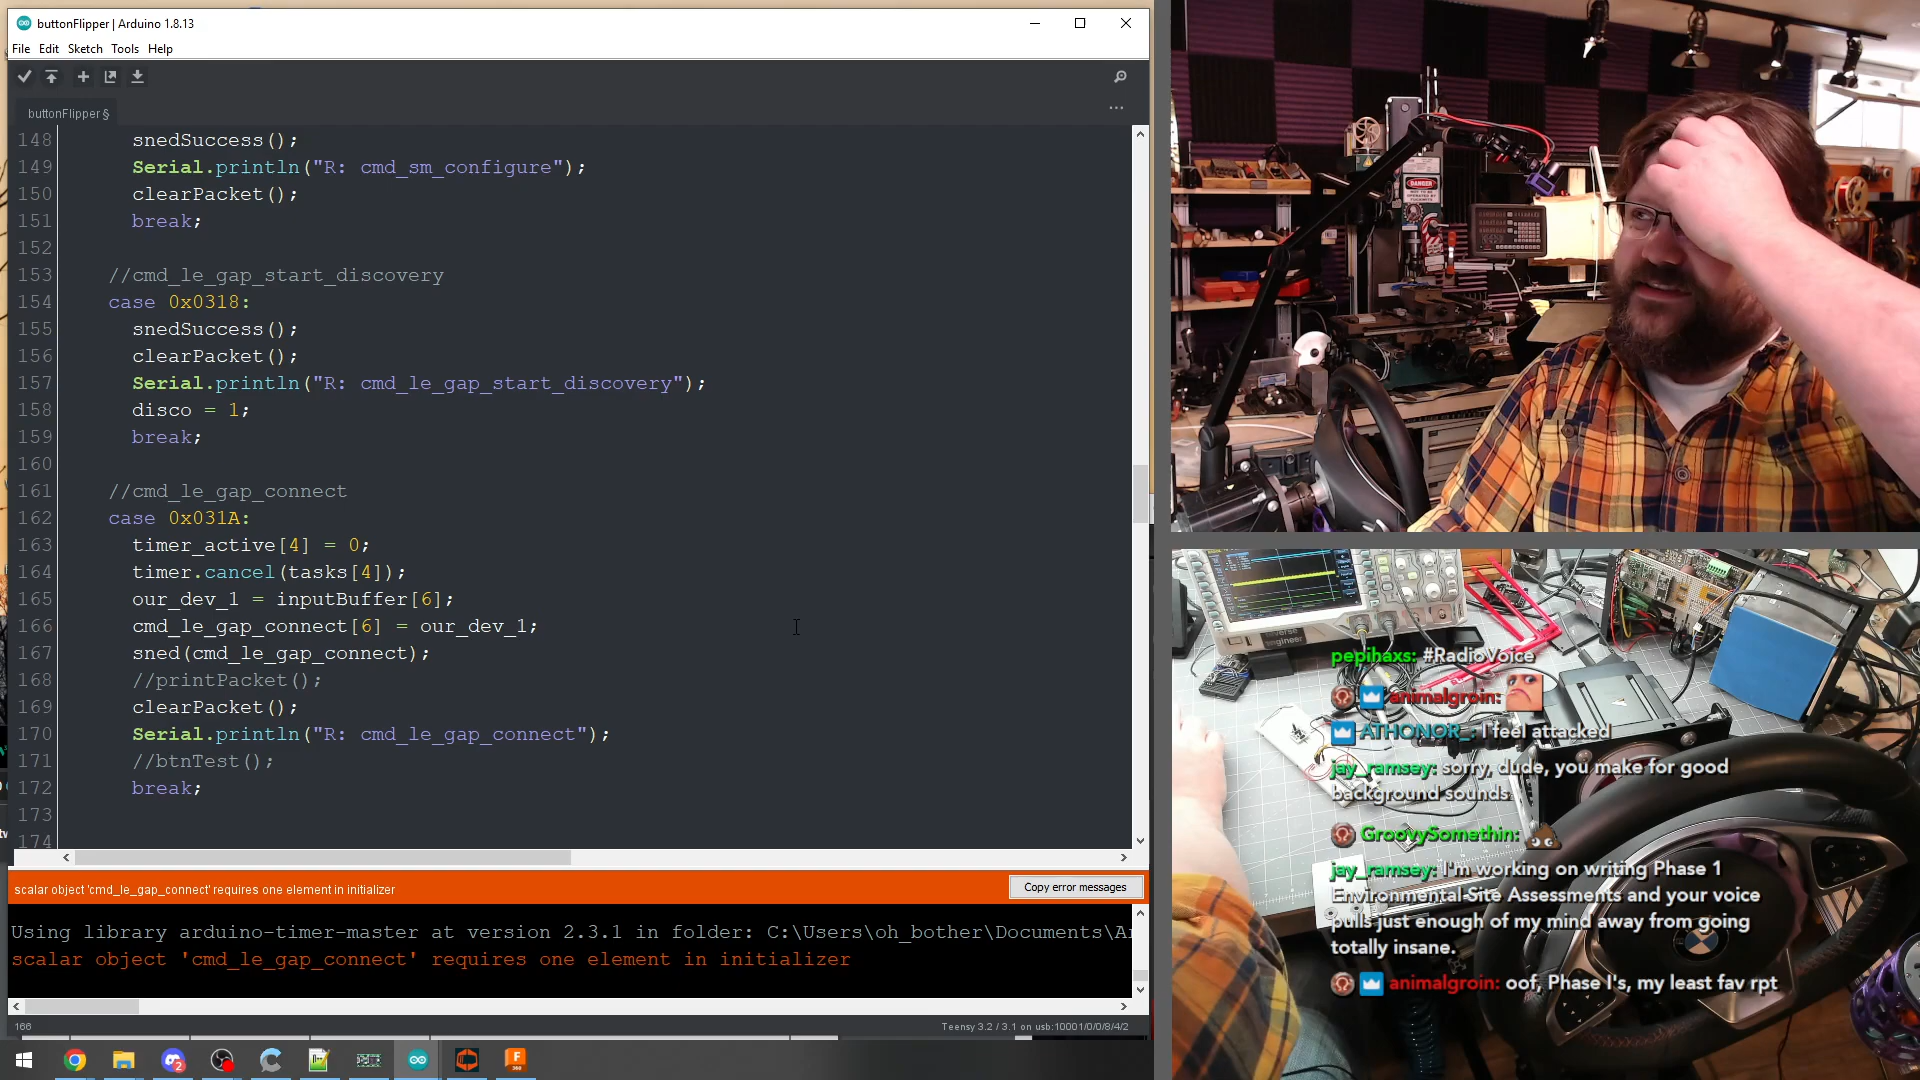 buttonFlipper | Arduino 1.8.13
File Edit Sketch Tools Help
buttonFlipper §
148 snedSuccess();
149 Serial.println("R: cmd_sm_configure");
150 clearPacket();
151 break;
152
153 //cmd_le_gap_start_discovery
154 case 0x0318:
155 snedSuccess();
156 clearPacket();
157 Serial.println("R: cmd_le_gap_start_discovery");
158 disco = 1;
159 break;
160
161 //cmd_le_gap_connect
162 case 0x031A:
163 timer_active[4] = 0;
164 timer.cancel(tasks[4]);
165 our_dev_1 = inputBuffer[6];
166 cmd_le_gap_connect[6] = our_dev_1;
167 sned(cmd_le_gap_connect);
168 //printPacket();
169 clearPacket();
170 Serial.println("R: cmd_le_gap_connect");
171 //btnTest();
172 break;
173
174
scalar object 'cmd_le_gap_connect' requires one element in initializer
Copy error messages
Using library arduino-timer-master at version 2.3.1 in folder: C:\Users\oh_bother\Documents\Ar
scalar object 'cmd_le_gap_connect' requires one element in initializer
166
Teensy 3.2 / 3.1 on usb:10001/0/0/8/4/2
DANGER
pepihaxs: #RadioVoice
animalgroin:
ATHONOR_: I feel attacked
jay_ramsey: sorry, dude, you make for good
background sounds.
GroovySomethin:
jay_ramsey: I'm working on writing Phase 1
Environmental Site Assessments and your voice
pulls just enough of my mind away from going
totally insane.
animalgroin: oof, Phase I's, my least fav rpt